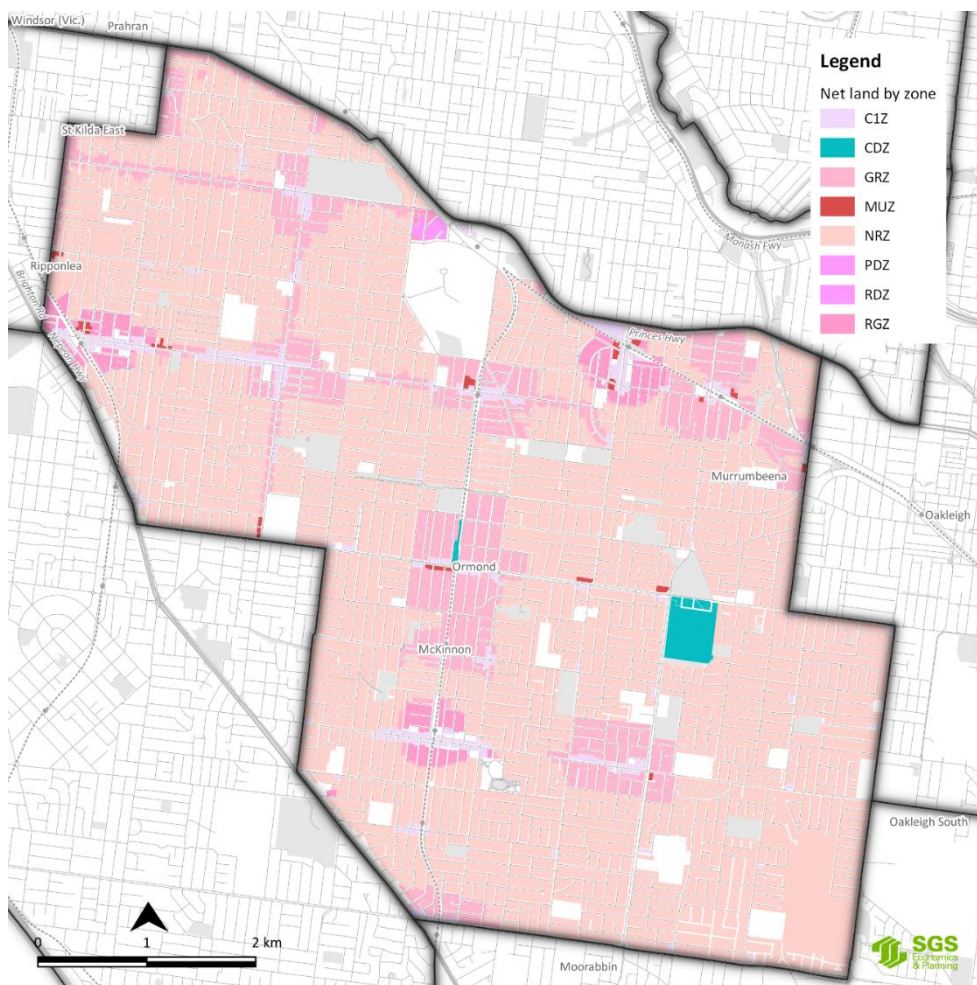 Windsor (Vic.)
Prahran
Legend
Net land by zone
C1Z
CDZ
GRZ
MUZ
NRZ
PDZ
RDZ
RGZ
St Kilda East
Monash Fwy
Ripponlea
Brighton Rd
Nepean Hwy
Princes Hwy
Murrumbeena
Oakleigh
Ormond
McKinnon
Oakleigh South
0 1 2 km
Moorabbin
SGS
Economics
& Planning